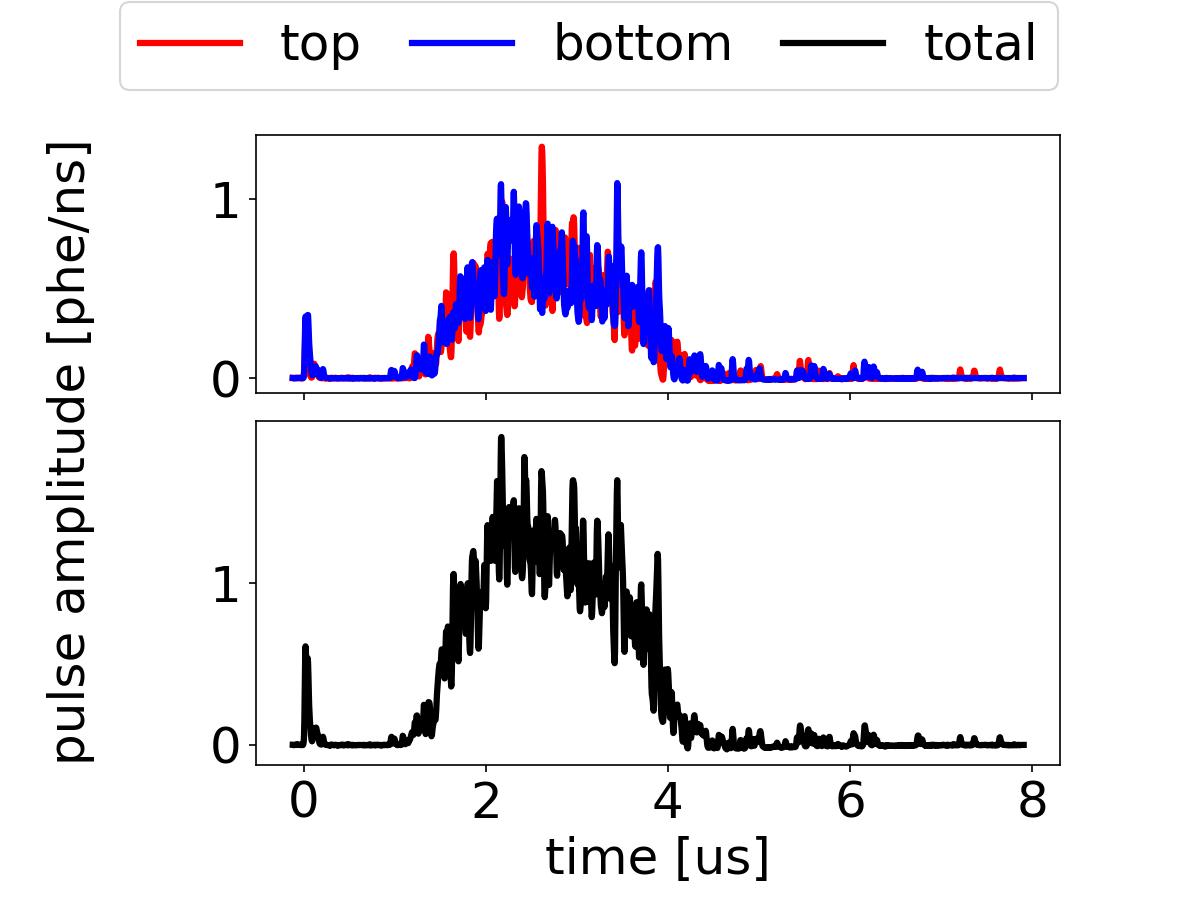 top bottom total
pulse amplitude [phe/ns]
1
0
1
0
0 2 4 6 8
time [us]